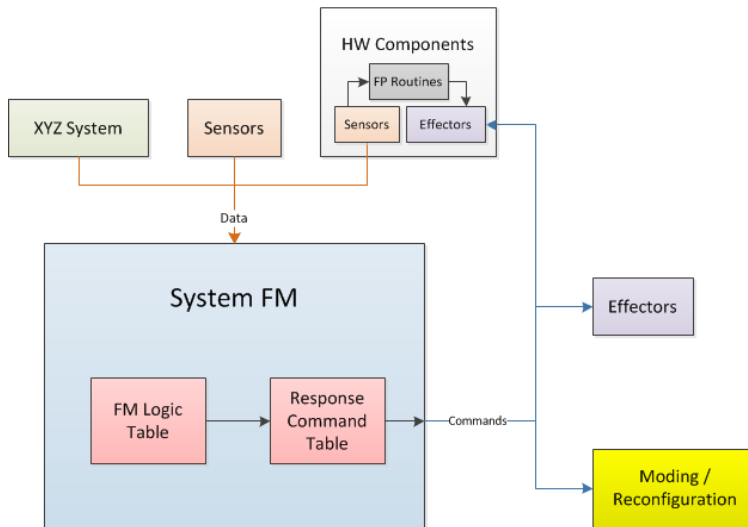 HW Components
FP Routines
XYZ System
Sensors
Sensors
Effectors
Data
System FM
Effectors
FM Logic
Table
Response
Command
Table
Commands
Moding /
Reconfiguration